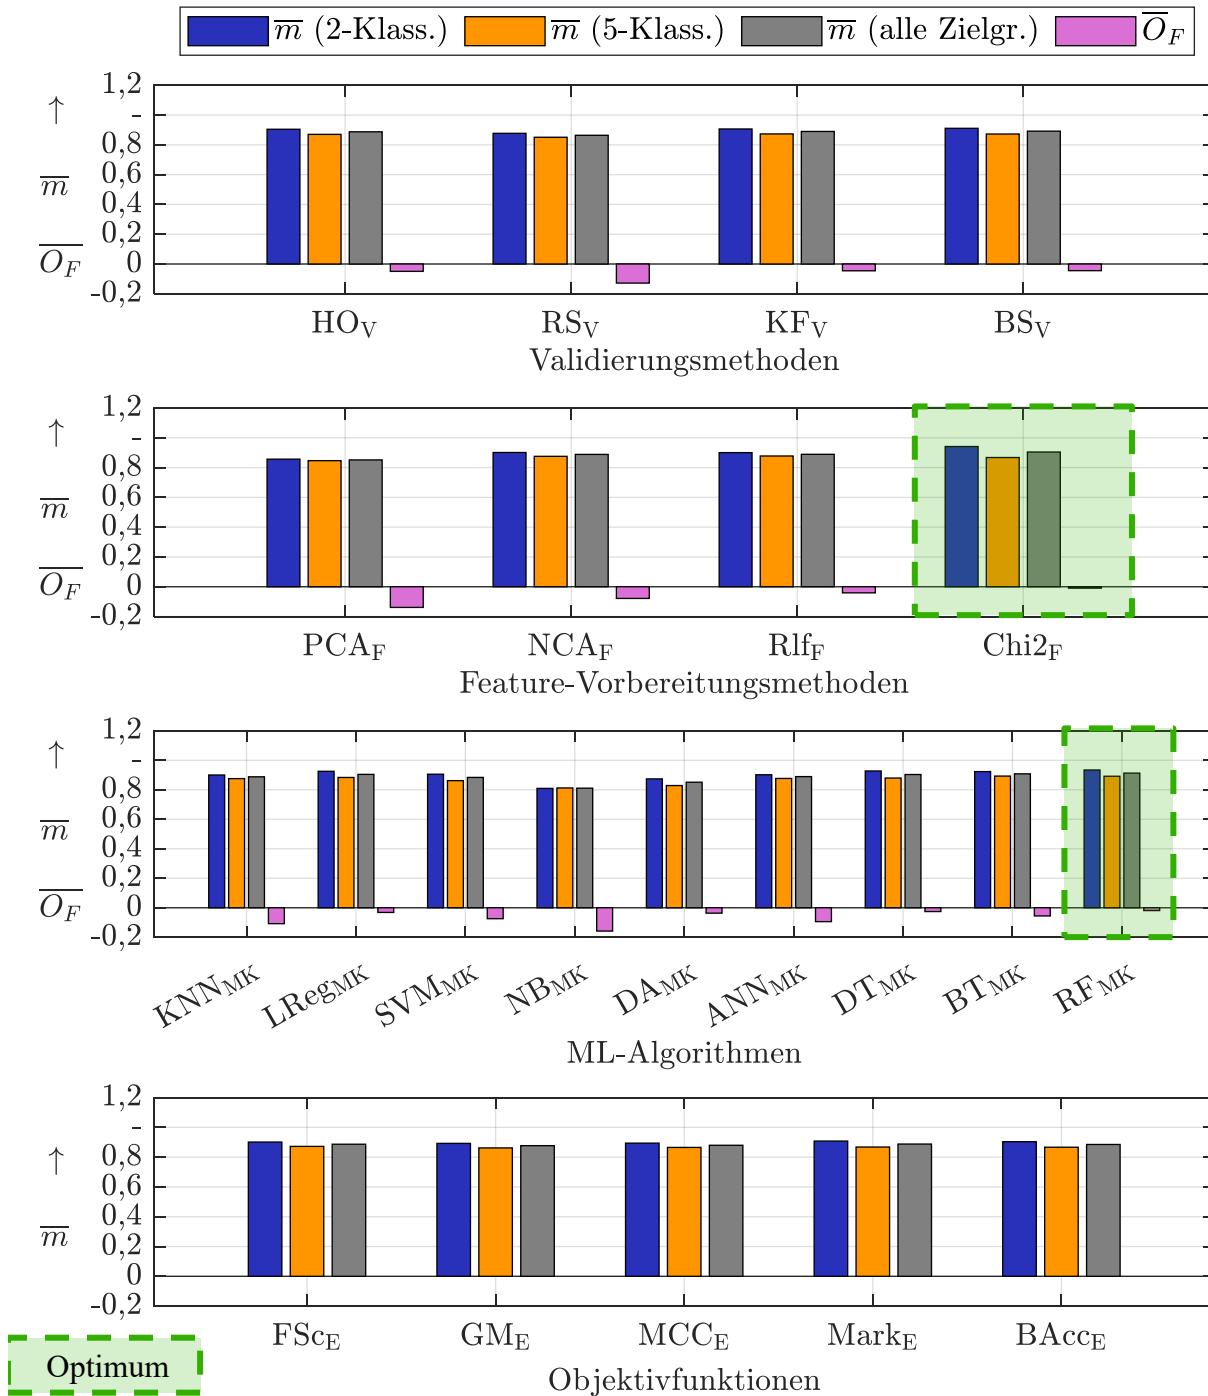 m̅ (2-Klass.) m̅ (5-Klass.) m̅ (alle Zielgr.) O̅_F
1,2
-
0,8
0,6
0,4
0,2
0
-0,2
↑
m̅
O̅_F
HO_V RS_V KF_V BS_V
Validierungsmethoden
1,2
-
0,8
0,6
0,4
0,2
0
-0,2
↑
m̅
O̅_F
PCA_F NCA_F Rlf_F Chi2_F
Feature-Vorbereitungsmethoden
1,2
-
0,8
0,6
0,4
0,2
0
-0,2
↑
m̅
O̅_F
KNN_MK LReg_MK SVM_MK NB_MK DA_MK ANN_MK DT_MK BT_MK RF_MK
ML-Algorithmen
1,2
-
0,8
0,6
0,4
0,2
0
-0,2
↑
m̅
FSc_E GM_E MCC_E Mark_E BAcc_E
Objektivfunktionen
Optimum